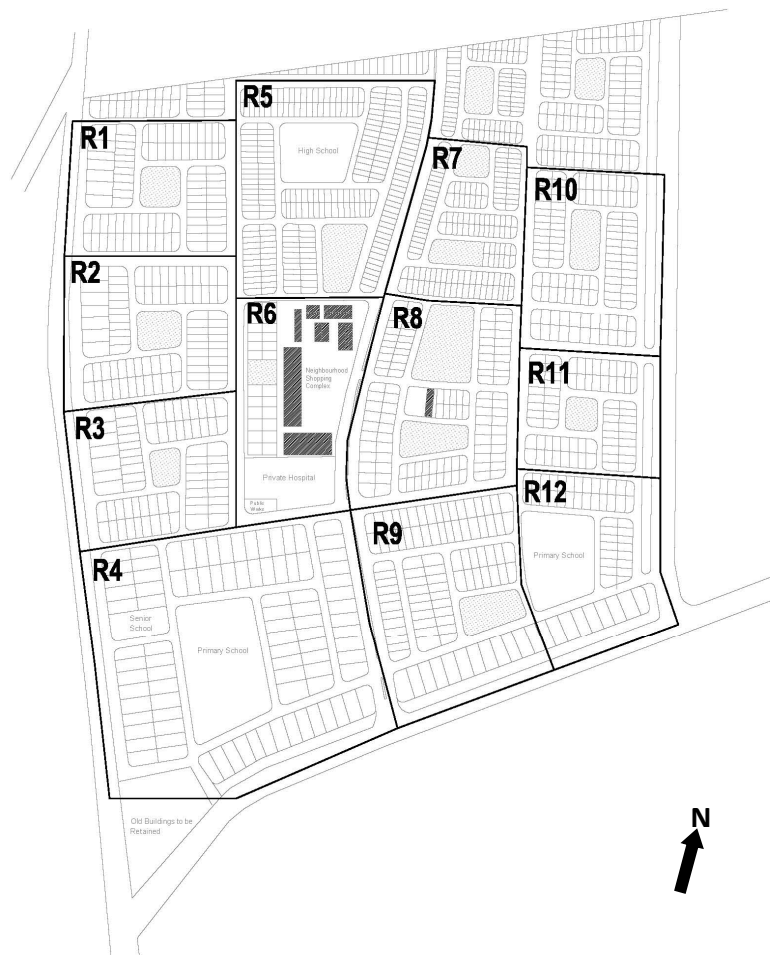 R5
R1
High School
R7
R10
R2
R6
R8
Neighbourhood
Shopping
Complex
R11
R3
Private Hospital
Public
Works
R12
R9
Primary School
R4
Senior
School
Primary School
Old Buildings to be
Retained
N